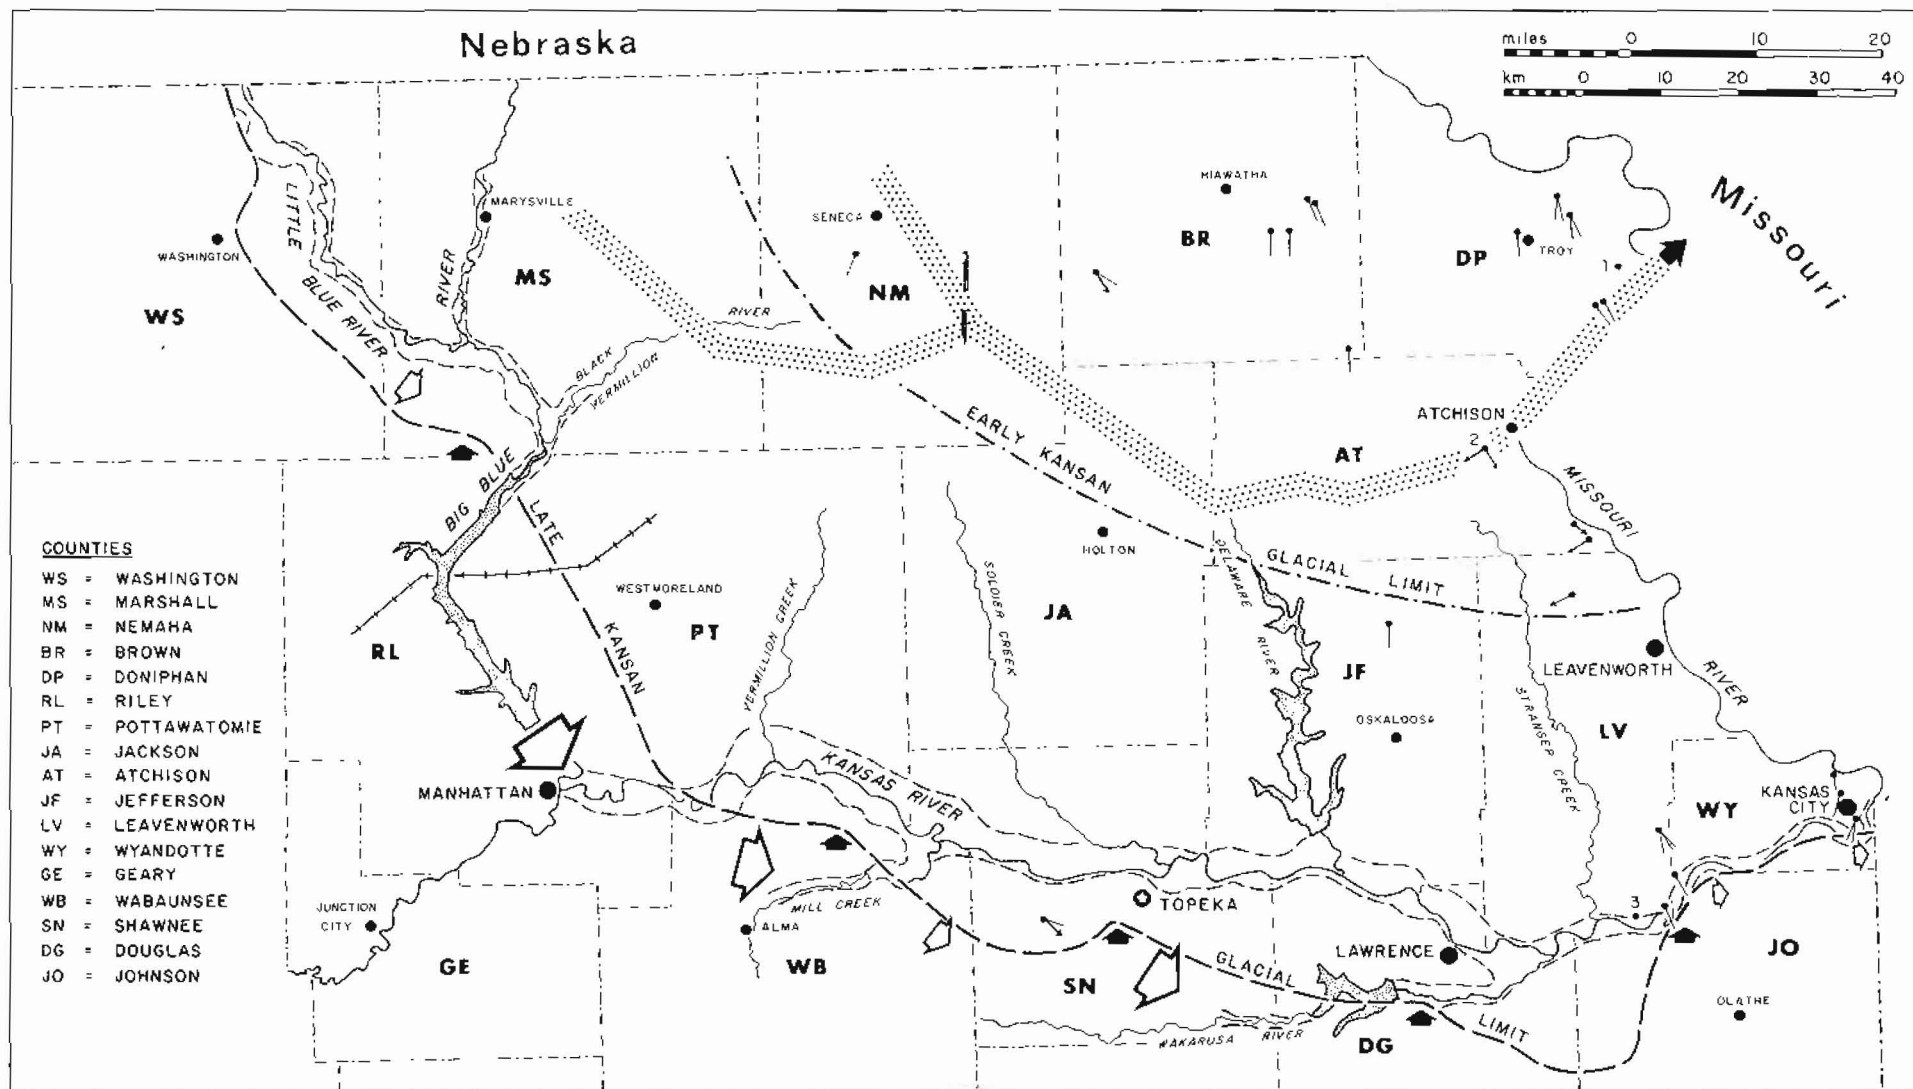 Nebraska
miles 0 10 20
km 0 10 20 30 40
Missouri
HIAWATHA
MARYSVILLE
SENECA
BR
LITTLE
BLUE RIVER
WASHINGTON
RIVER
MS
NM
DP
TROY
1
WS
RIVER
BLACK
VERMILLION
EARLY KANSAN
GLACIAL LIMIT
ATCHISON
2
AT
BIG BLUE
LATE
KANSAN
GLACIAL
LIMIT
MISSOURI
RIVER
HOLTON
DELAWARE
RIVER
SOLDIER CREEK
WESTMORELAND
VERMILLION CREEK
RL
PT
JA
JF
LEAVENWORTH
STRANGER CREEK
OSKALOOSA
LV
COUNTIES
WS = WASHINGTON
MS = MARSHALL
NM = NEMAHA
BR = BROWN
DP = DONIPHAN
RL = RILEY
PT = POTTAWATOMIE
JA = JACKSON
AT = ATCHISON
JF = JEFFERSON
LV = LEAVENWORTH
WY = WYANDOTTE
GE = GEARY
WB = WABAUNSEE
SN = SHAWNEE
DG = DOUGLAS
JO = JOHNSON
MANHATTAN
KANSAS RIVER
WY
KANSAS
CITY
JUNCTION
CITY
MILL CREEK
TOPEKA
3
ALMA
LAWRENCE
JO
GE
WB
SN
OLATHE
WAKARUSA RIVER
DG